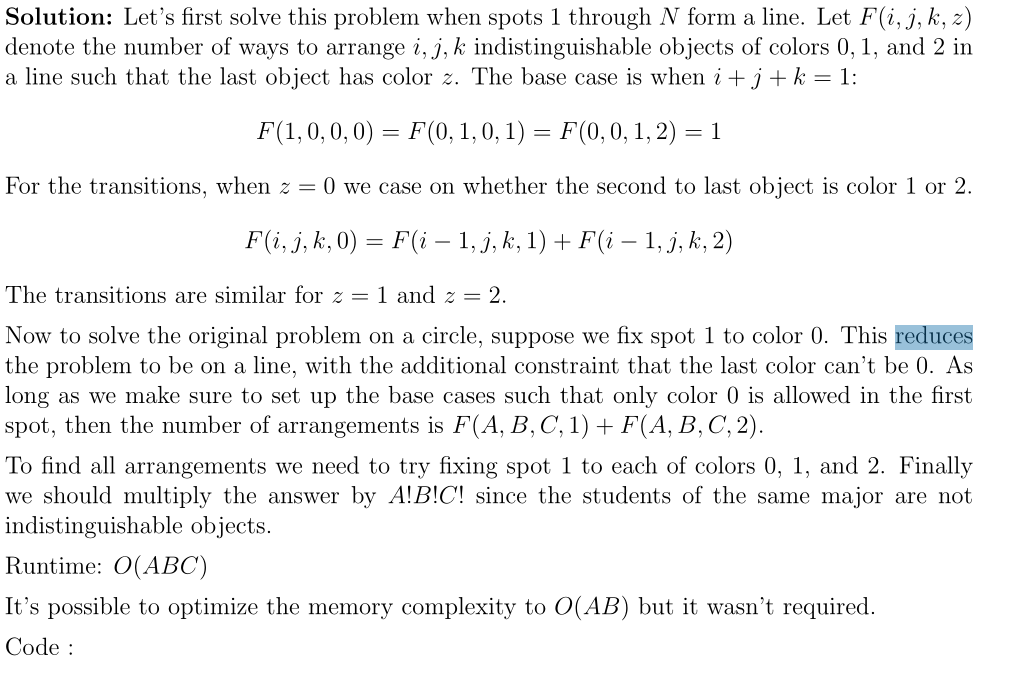 Solution: Let's first solve this problem when spots 1 through N form a line. Let F(i, j, k, z)
denote the number of ways to arrange i, j, k indistinguishable objects of colors 0, 1, and 2 in
a line such that the last object has color z. The base case is when i + j + k = 1:
F(1, 0, 0, 0) = F(0, 1, 0, 1) = F(0, 0, 1, 2) = 1
For the transitions, when z = 0 we case on whether the second to last object is color 1 or 2.
F(i, j, k, 0) = F(i − 1, j, k, 1) + F(i − 1, j, k, 2)
The transitions are similar for z = 1 and z = 2.
Now to solve the original problem on a circle, suppose we fix spot 1 to color 0. This reduces
the problem to be on a line, with the additional constraint that the last color can't be 0. As
long as we make sure to set up the base cases such that only color 0 is allowed in the first
spot, then the number of arrangements is F(A, B, C, 1) + F(A, B, C, 2).
To find all arrangements we need to try fixing spot 1 to each of colors 0, 1, and 2. Finally
we should multiply the answer by A!B!C! since the students of the same major are not
indistinguishable objects.
Runtime: O(ABC)
It's possible to optimize the memory complexity to O(AB) but it wasn't required.
Code :